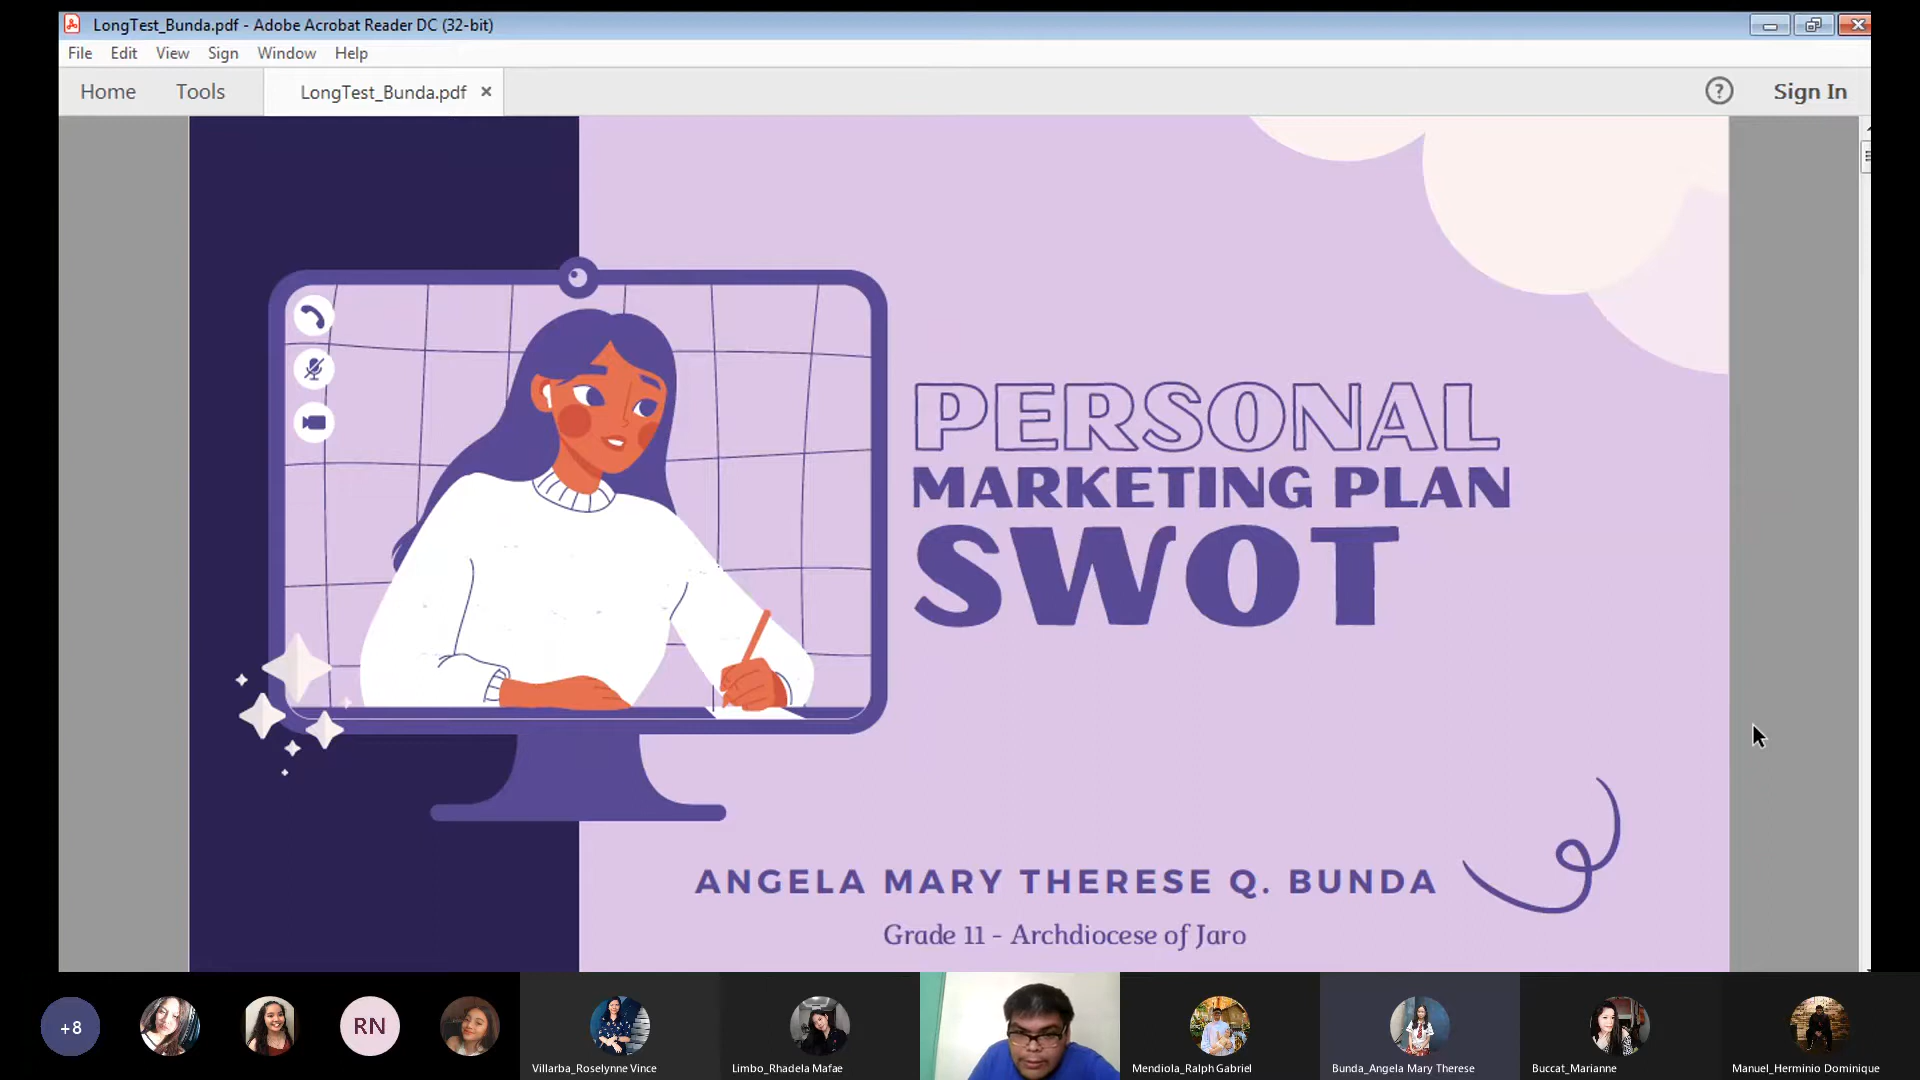 LongTest_Bunda.pdf - Adobe Acrobat Reader DC (32-bit)
File Edit View Sign Window Help
Home Tools LongTest_Bunda.pdf Sign In
PERSONAL
MARKETING PLAN
SWOT
ANGELA MARY THERESE Q. BUNDA
Grade 11 - Archdiocese of Jaro
+8
RN
Villarba_Roselynne Vince
Limbo_Rhadela Mafae
Mendiola_Ralph Gabriel
Bunda_Angela Mary Therese
Buccat_Marianne
Manuel_Herminio Dominique